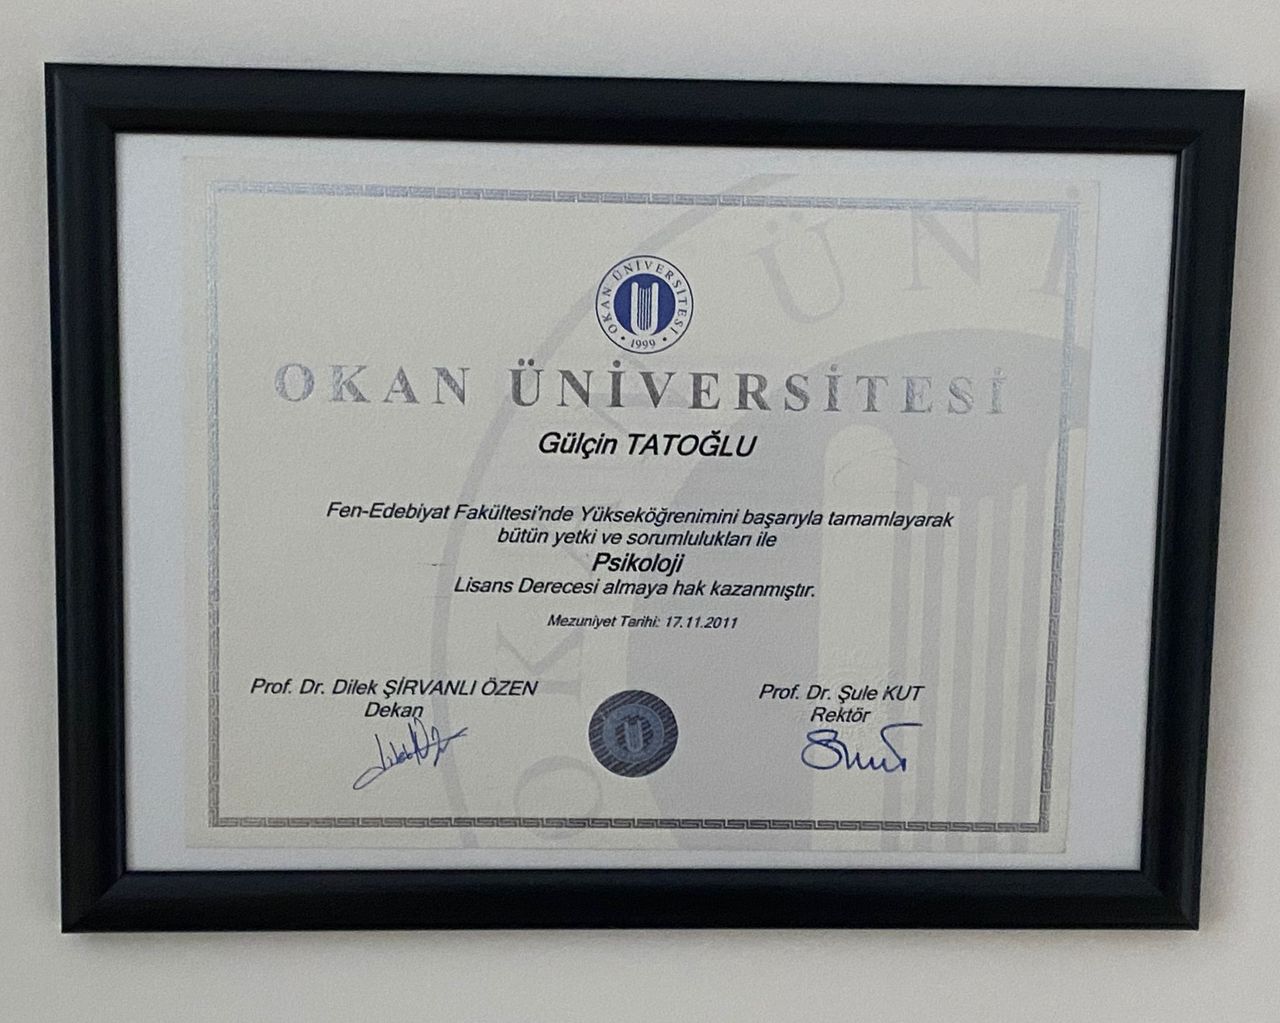 OKAN ÜNİVERSİTESİ
1999
OKAN ÜNİVERSİTESİ
Gülçin TATOĞLU
Fen-Edebiyat Fakültesi'nde Yükseköğrenimini başarıyla tamamlayarak
bütün yetki ve sorumlulukları ile
Psikoloji
Lisans Derecesi almaya hak kazanmıştır.
Mezuniyet Tarihi: 17.11.2011
Prof. Dr. Dilek ŞİRVANLI ÖZEN
Dekan
Prof. Dr. Şule KUT
Rektör